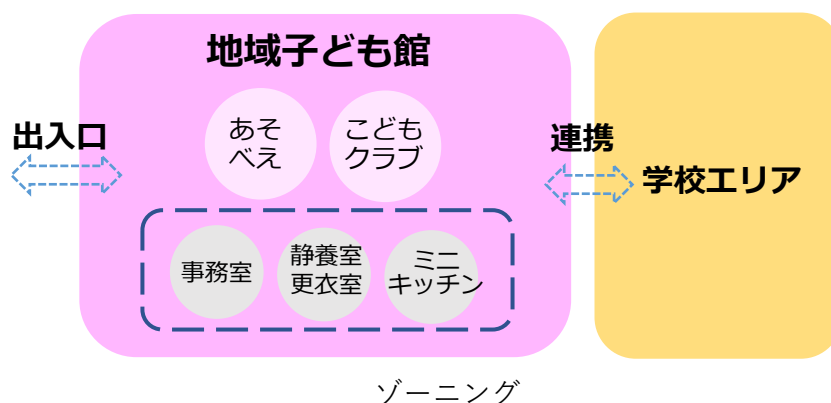 地域子ども館
あそ
べえ
こども
クラブ
出入口
連携
学校エリア
事務室
静養室
更衣室
ミニ
キッチン
ゾーニング